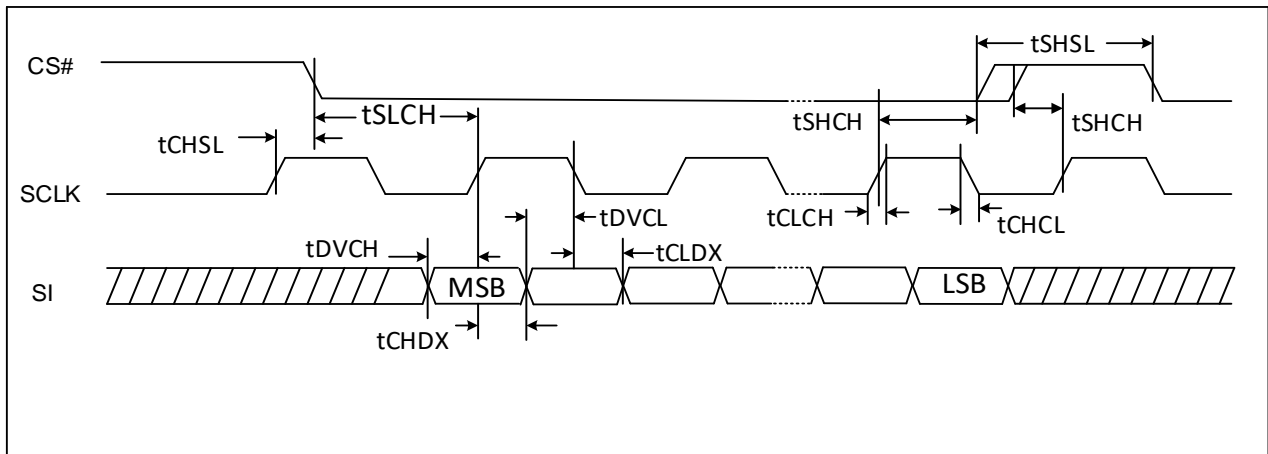 tSHSL
CS#
tSLCH
tSHCH
tSHCH
tCHSL
SCLK
tDVCL
tCLCH
tCHCL
tDVCH
tCLDX
SI
MSB
LSB
tCHDX